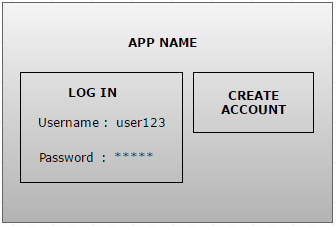 APP NAME
LOG IN
Username : user123
Password : *****
CREATE
ACCOUNT